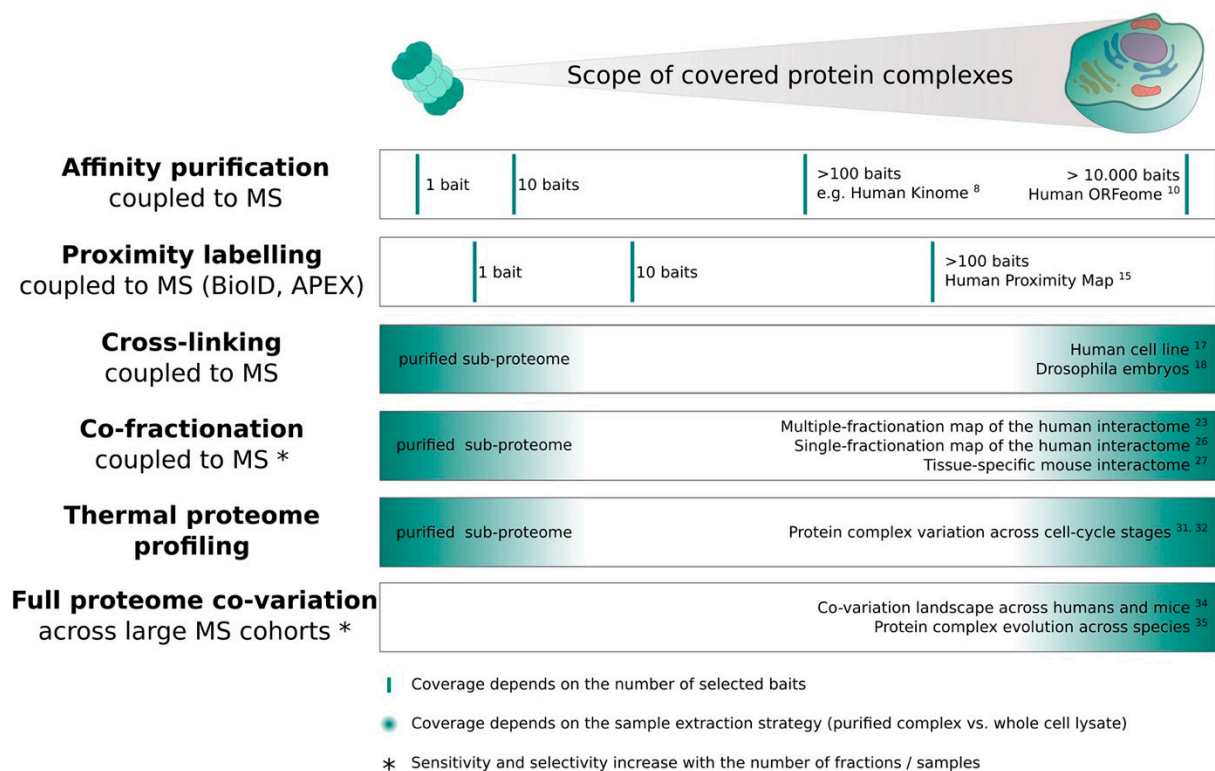 Scope of covered protein complexes
Affinity purification
coupled to MS
1 bait
10 baits
>100 baits
e.g. Human Kinome 8
> 10.000 baits
Human ORFeome 10
Proximity labelling
coupled to MS (BioID, APEX)
1 bait
10 baits
>100 baits
Human Proximity Map 15
Cross-linking
coupled to MS
purified sub-proteome
Human cell line 17
Drosophila embryos 18
Co-fractionation
coupled to MS *
purified sub-proteome
Multiple-fractionation map of the human interactome 23
Single-fractionation map of the human interactome 26
Tissue-specific mouse interactome 27
Thermal proteome
profiling
purified sub-proteome
Protein complex variation across cell-cycle stages 31, 32
Full proteome co-variation
across large MS cohorts *
Co-variation landscape across humans and mice 34
Protein complex evolution across species 35
Coverage depends on the number of selected baits
Coverage depends on the sample extraction strategy (purified complex vs. whole cell lysate)
* Sensitivity and selectivity increase with the number of fractions / samples